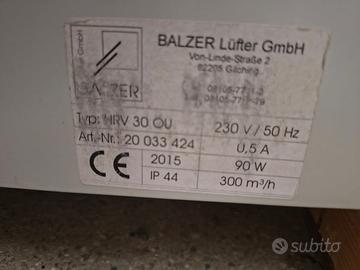 BALZER Lüfter GmbH
Von-Linde-Straße 2
82205 Gilching
GmbH
BALZER
Typ: HRV 30 OU
230 V / 50 Hz
Art.-Nr.: 20 033 424
0,5 A
CE
2015
90 W
IP 44
300 m³/h
subito